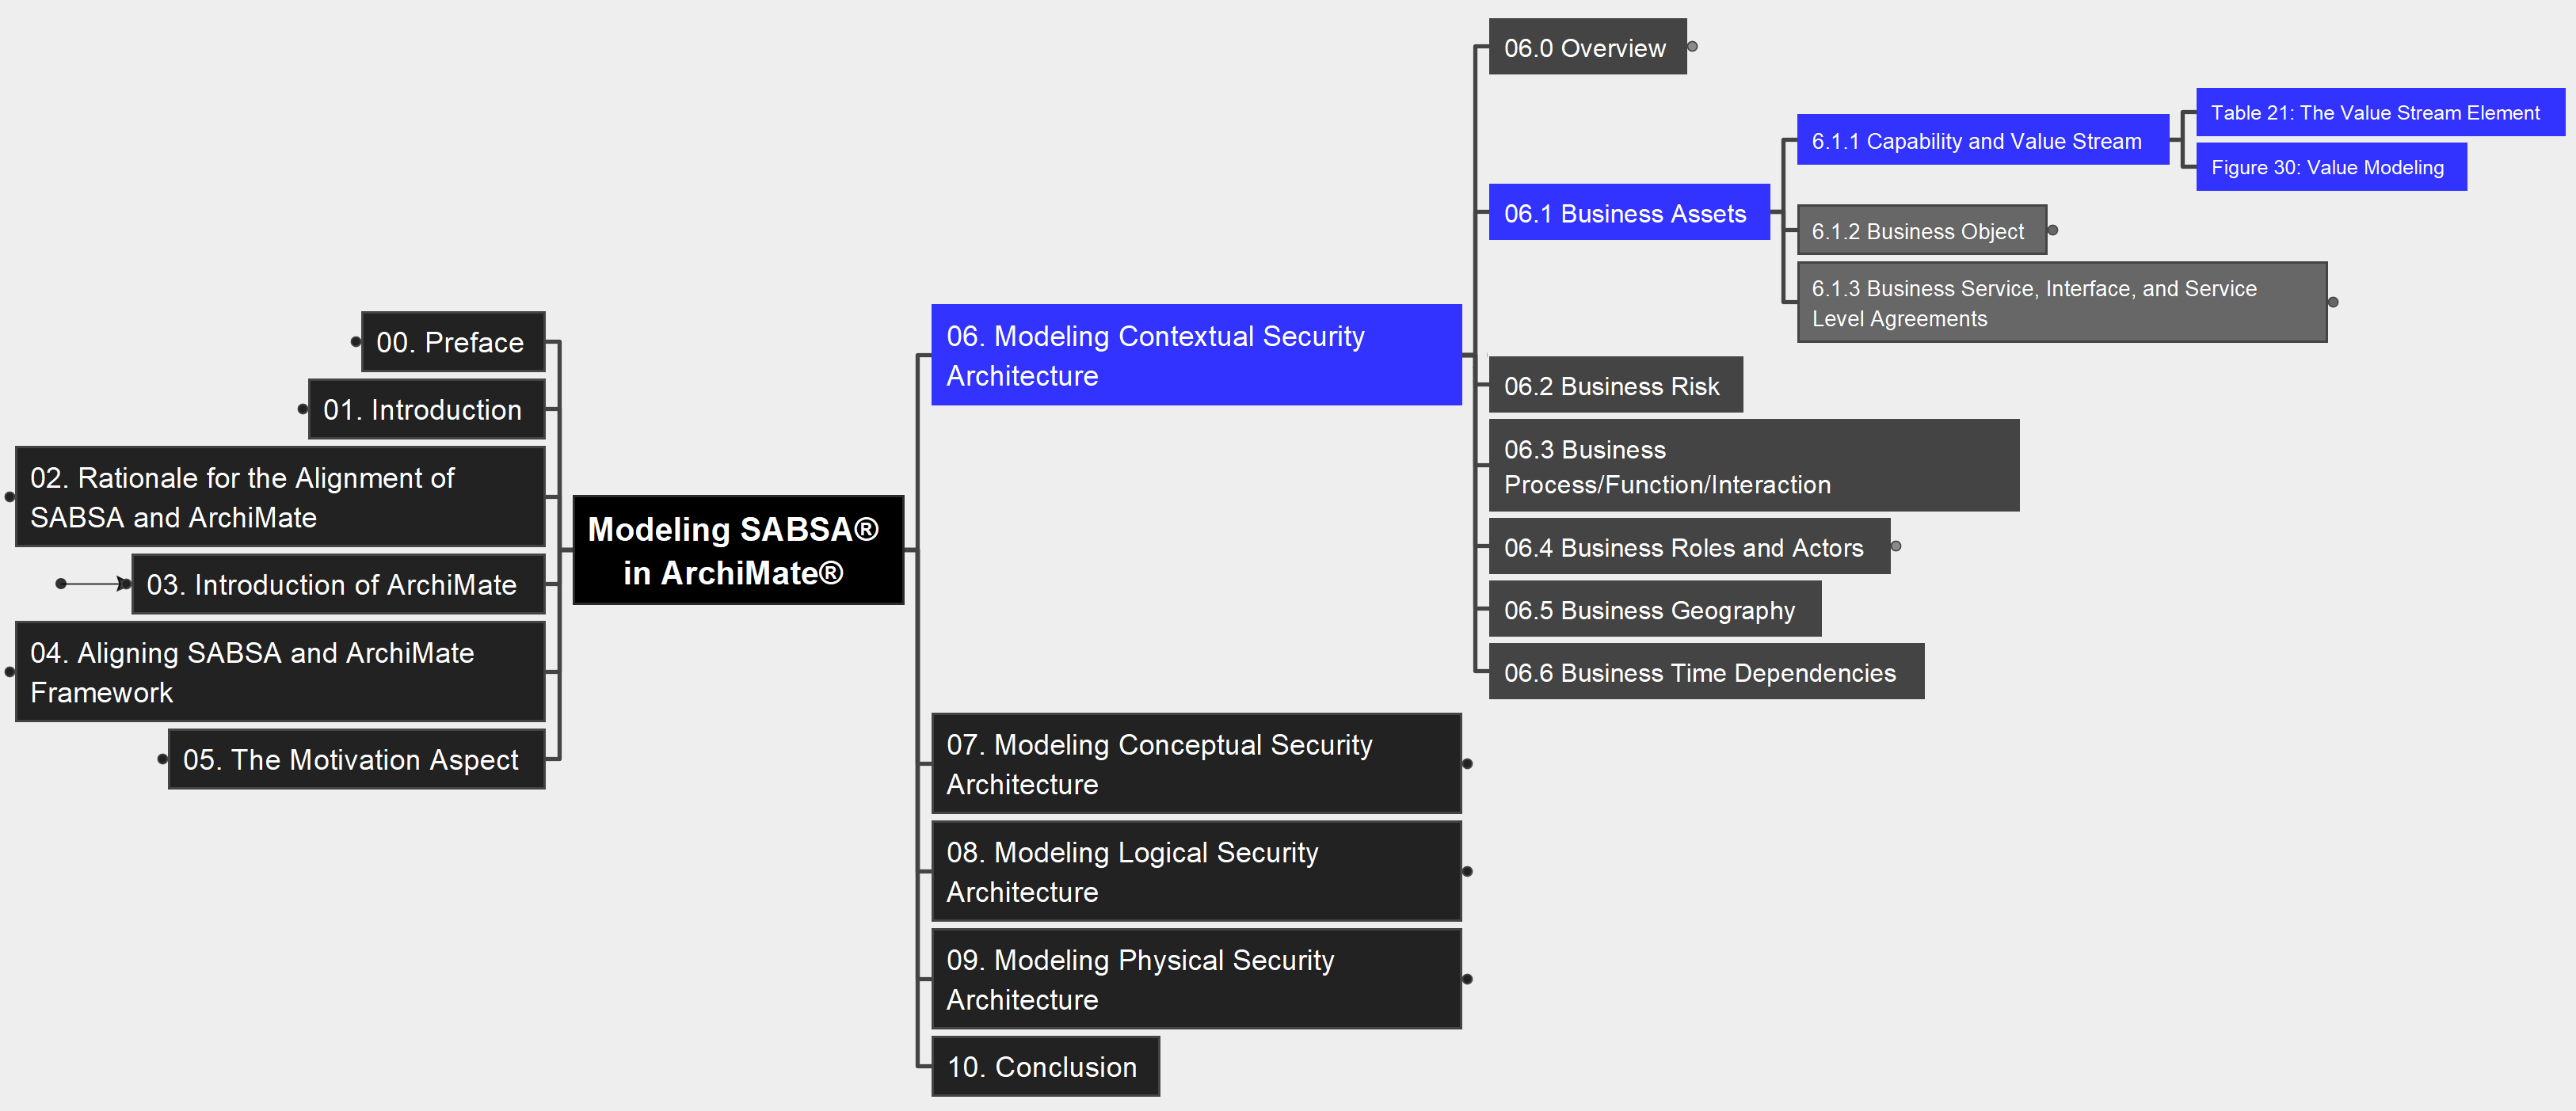 Modeling SABSA®
in ArchiMate®
00. Preface
01. Introduction
02. Rationale for the Alignment of
SABSA and ArchiMate
03. Introduction of ArchiMate
04. Aligning SABSA and ArchiMate
Framework
05. The Motivation Aspect
06. Modeling Contextual Security
Architecture
06.0 Overview
06.1 Business Assets
6.1.1 Capability and Value Stream
Table 21: The Value Stream Element
Figure 30: Value Modeling
6.1.2 Business Object
6.1.3 Business Service, Interface, and Service
Level Agreements
06.2 Business Risk
06.3 Business
Process/Function/Interaction
06.4 Business Roles and Actors
06.5 Business Geography
06.6 Business Time Dependencies
07. Modeling Conceptual Security
Architecture
08. Modeling Logical Security
Architecture
09. Modeling Physical Security
Architecture
10. Conclusion